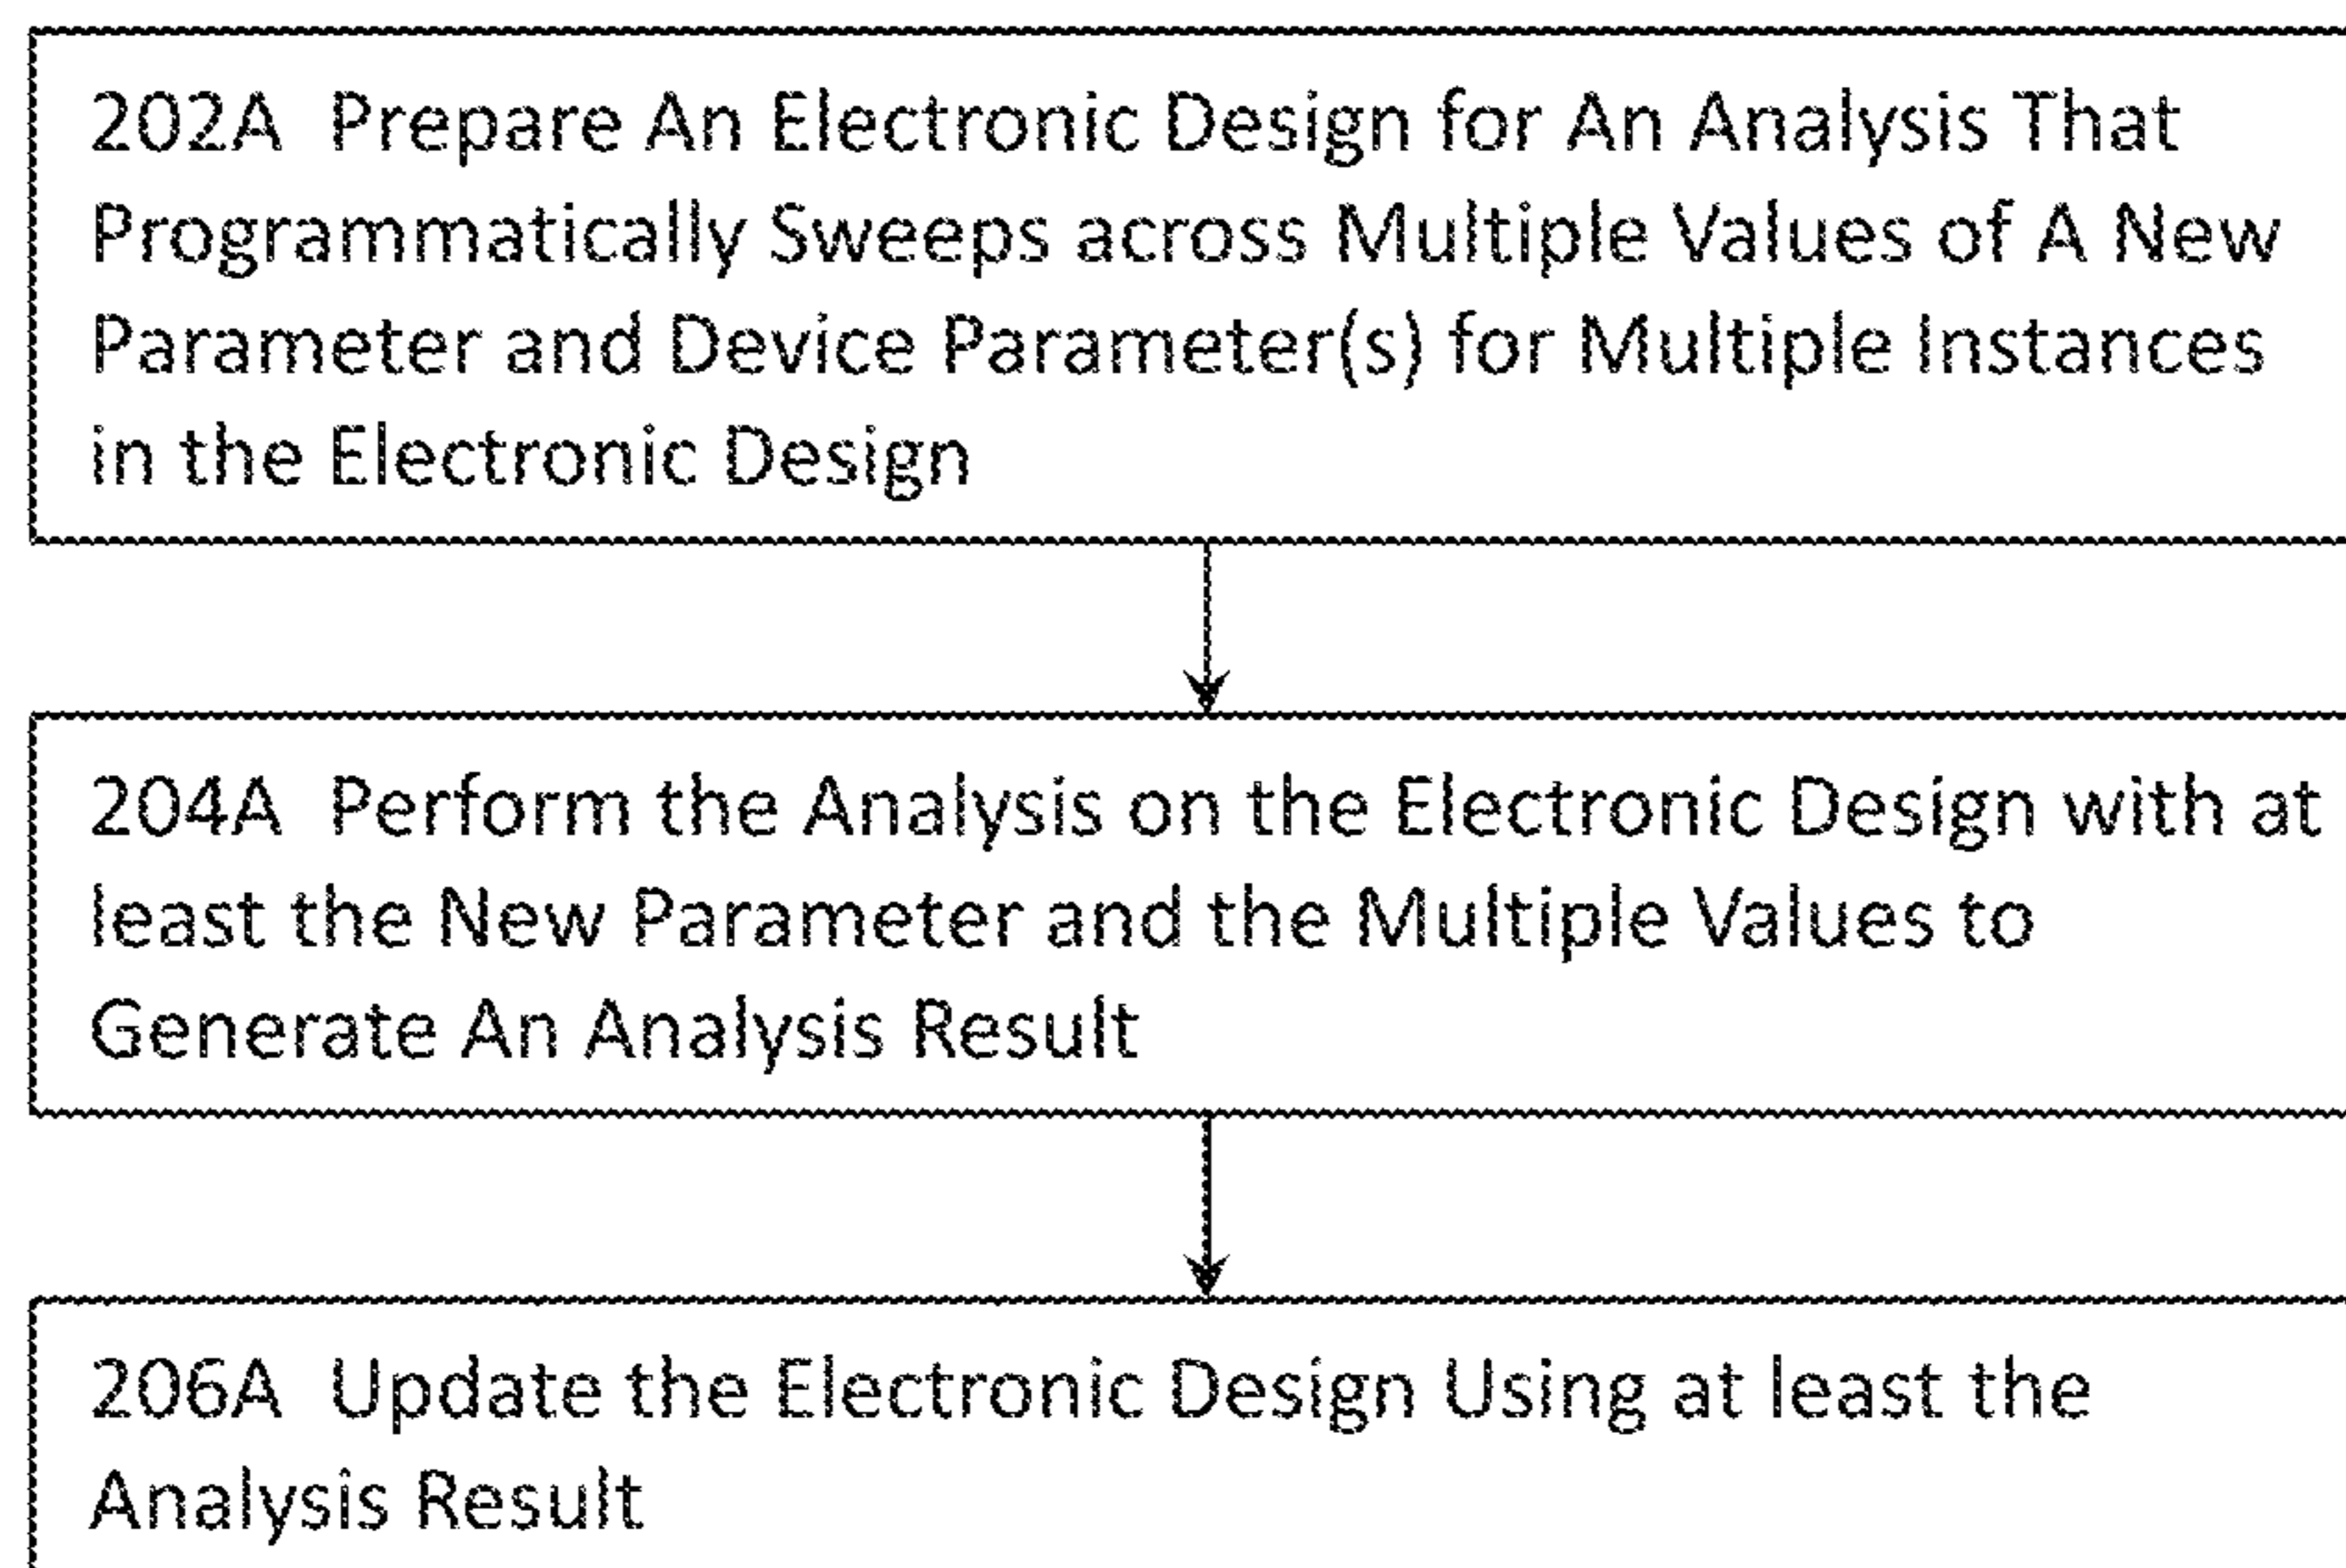 202A Prepare An Electronic Design for An Analysis That
Programmatically Sweeps across Multiple Values of A New
Parameter and Device Parameter(s) for Multiple Instances
in the Electronic Design
204A Perform the Analysis on the Electronic Design with at
least the New Parameter and the Multiple Values to
Generate An Analysis Result
206A Update the Electronic Design Using at least the
Analysis Result